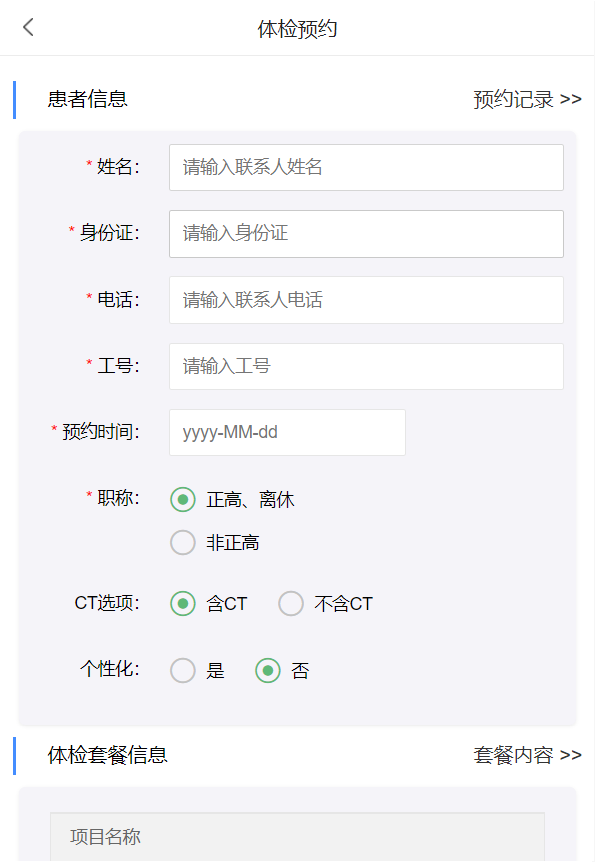 体检预约
患者信息 预约记录 >>
* 姓名： 请输入联系人姓名
* 身份证： 请输入身份证
* 电话： 请输入联系人电话
* 工号： 请输入工号
* 预约时间： yyyy-MM-dd
* 职称： 正高、离休
非正高
CT选项： 含CT 不含CT
个性化： 是 否
体检套餐信息 套餐内容 >>
项目名称